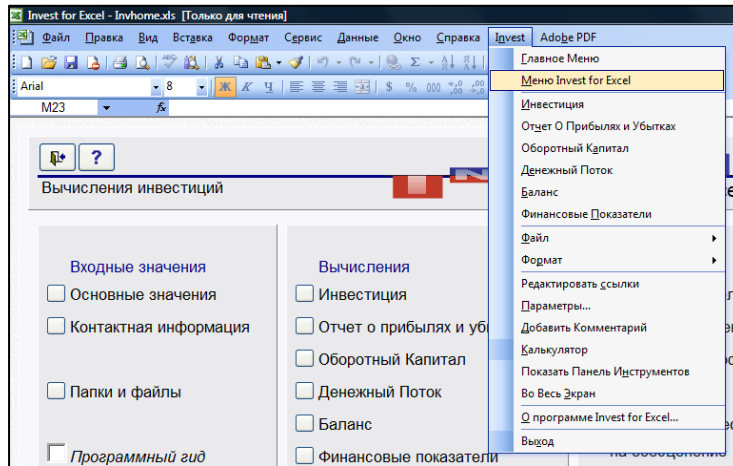 Invest for Excel - Invhome.xls [Только для чтения]
Файл Правка Вид Вставка Формат Сервис Данные Окно Справка Invest Adobe PDF
Arial 8 Ж К Ч $ % 000
M23 fx
Главное Меню
Меню Invest for Excel
Инвестиция
Отчет О Прибылях и Убытках
Оборотный Капитал
Денежный Поток
Баланс
Финансовые Показатели
Файл
Формат
Редактировать ссылки
Параметры...
Добавить Комментарий
Калькулятор
Показать Панель Инструментов
Во Весь Экран
О программе Invest for Excel...
Выход
?
Вычисления инвестиций
Входные значения
Основные значения
Контактная информация
Папки и файлы
Программный гид
Вычисления
Инвестиция
Отчет о прибылях и уб
Оборотный Капитал
Денежный Поток
Баланс
Финансовые показатели